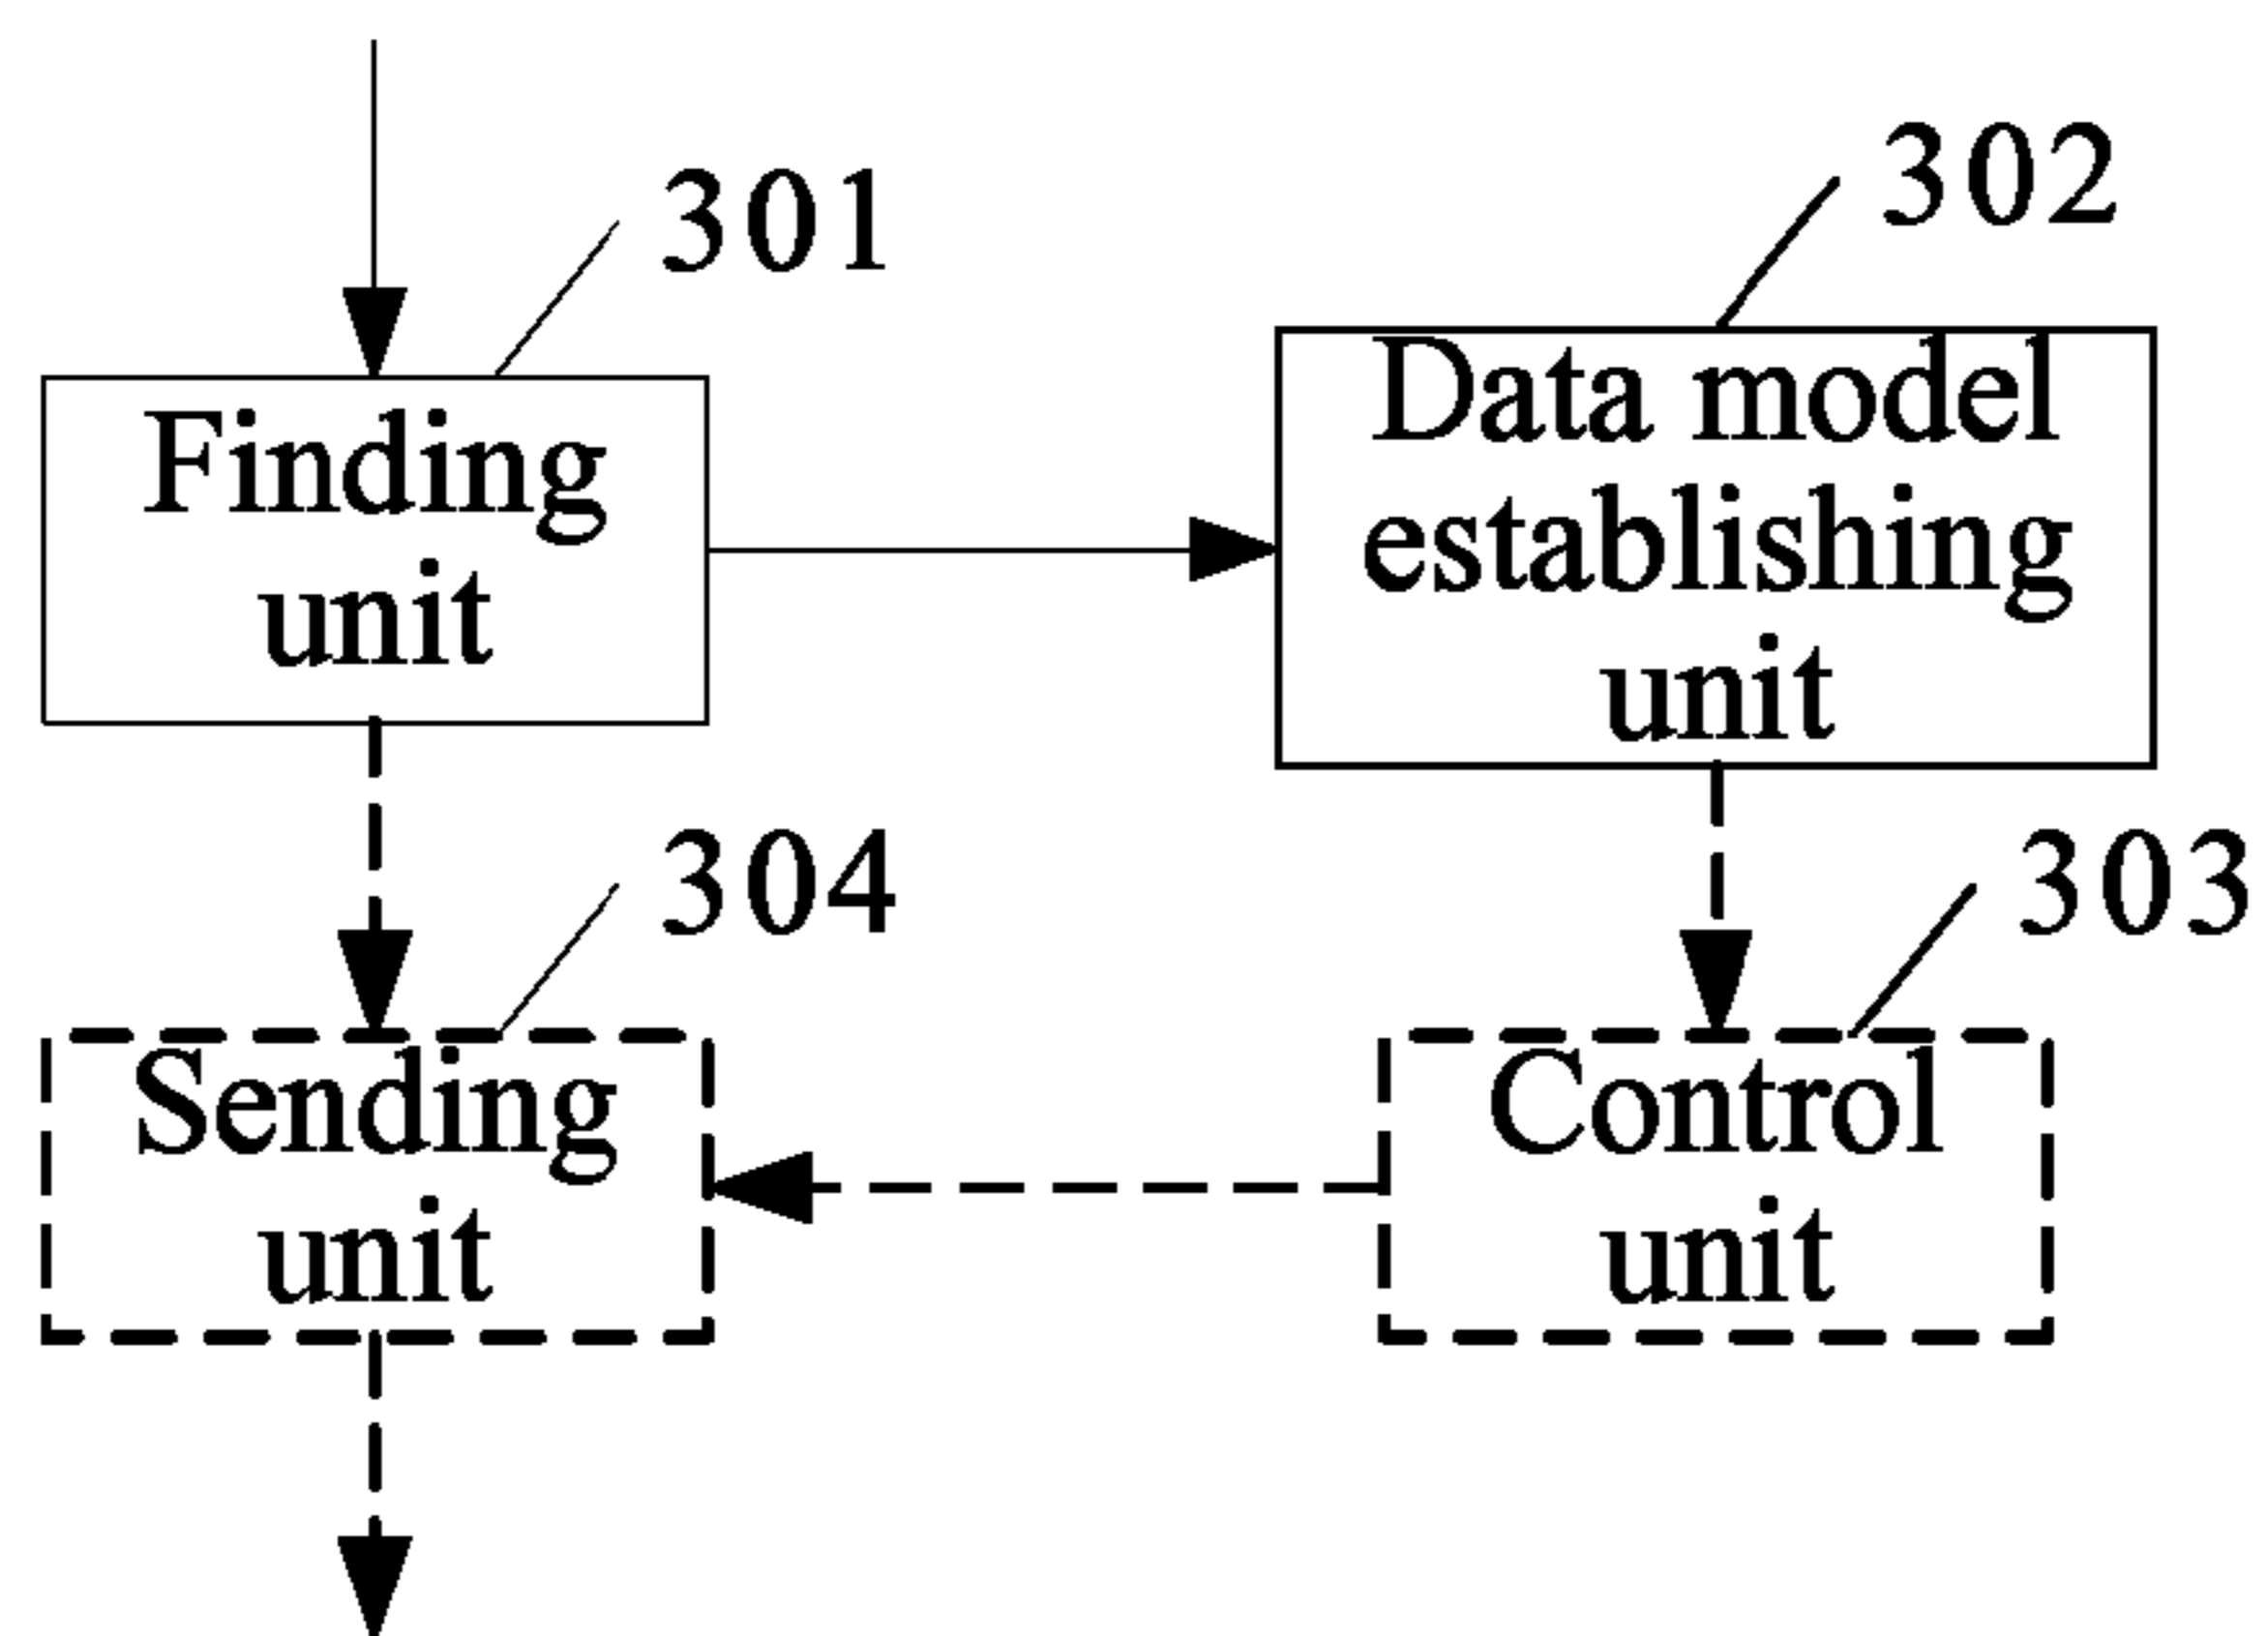 301
302
Finding
unit
Data model
establishing
unit
304
303
Sending
unit
Control
unit